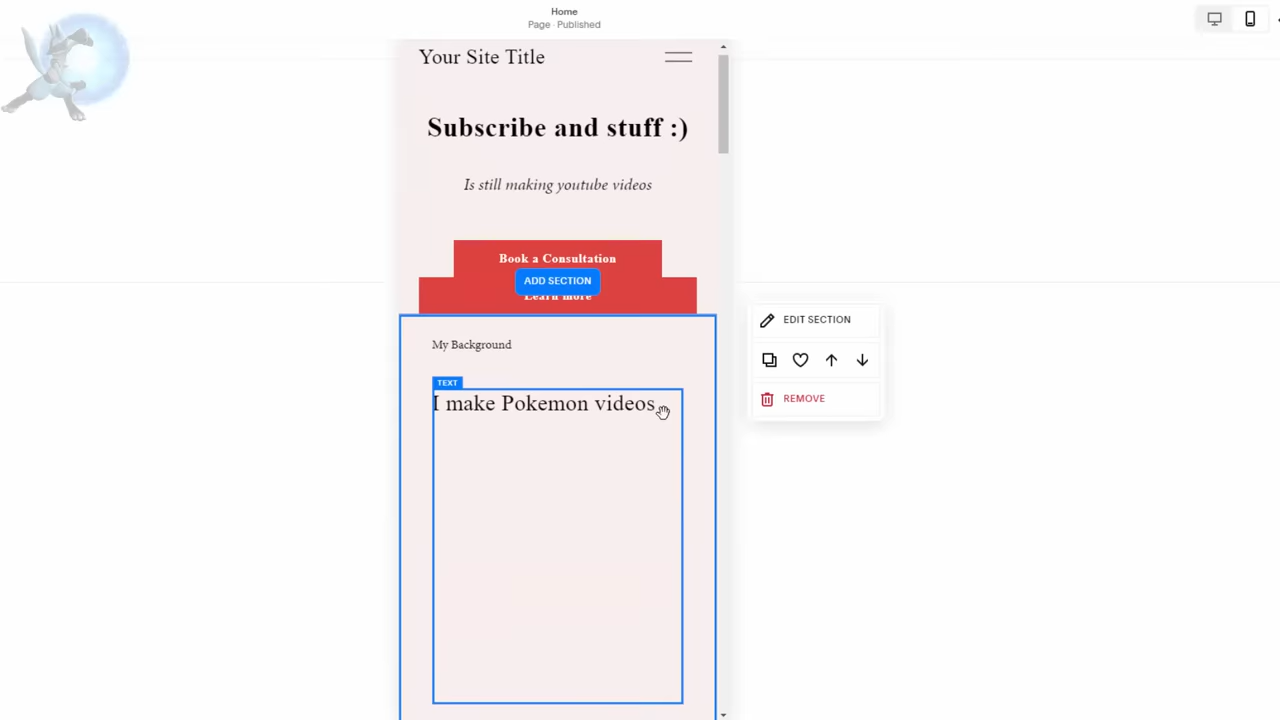 Home
Page · Published
Your Site Title
Subscribe and stuff :)
Is still making youtube videos
Book a Consultation
ADD SECTION
Learn more
EDIT SECTION
My Background
REMOVE
TEXT
I make Pokemon videos